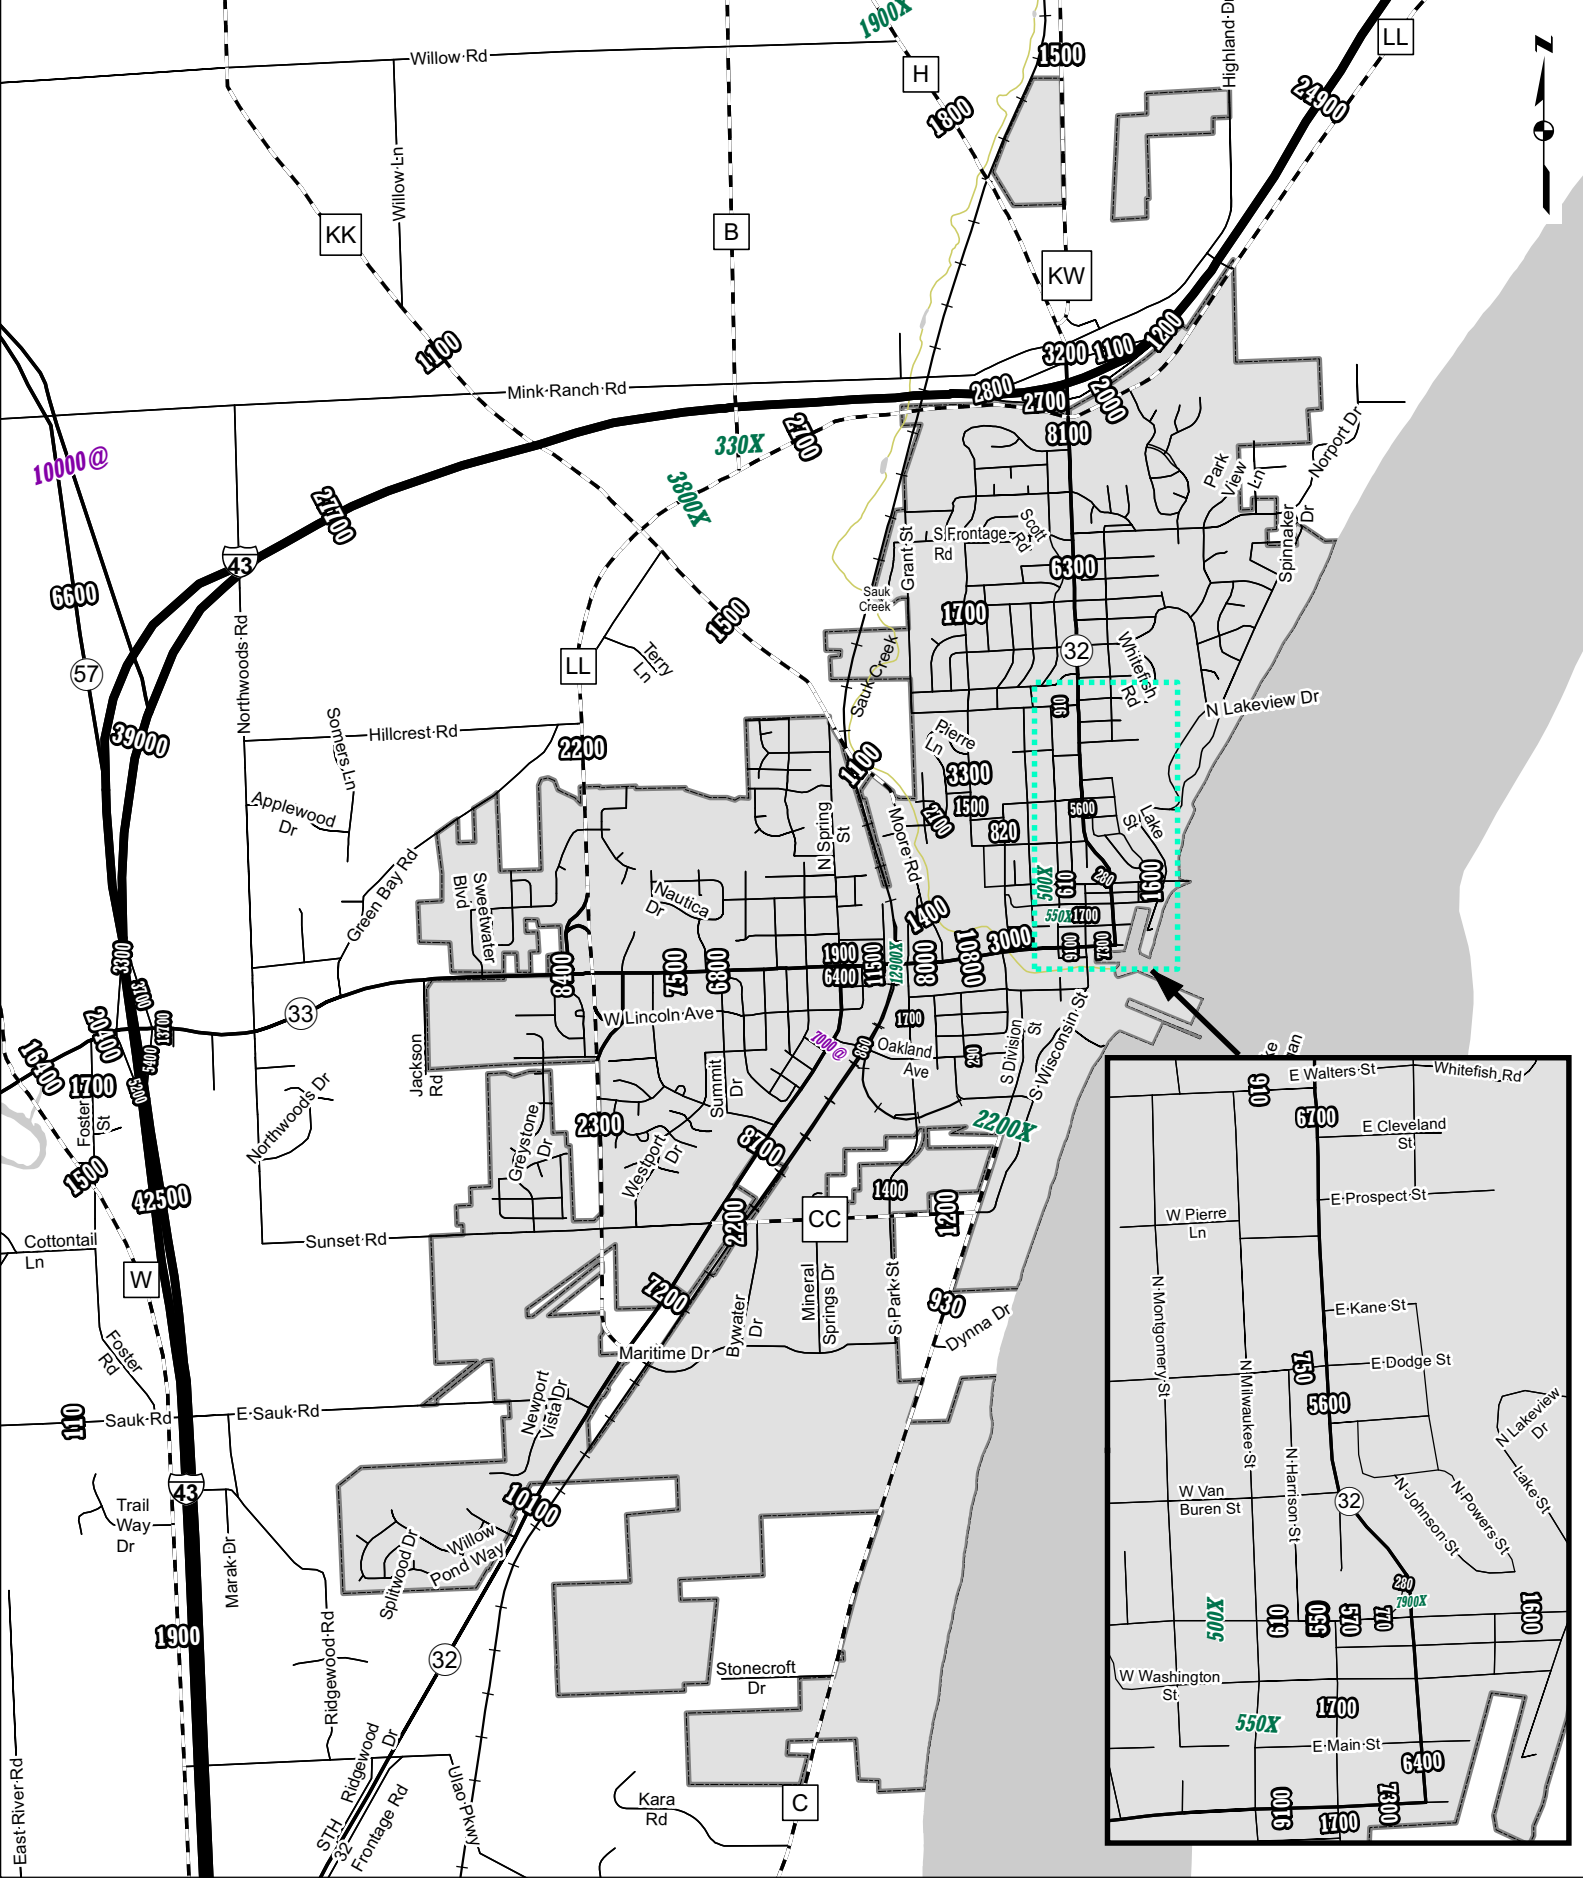 1900X
Willow Rd
H
1500
Highland Dr
LL
24900
Z
1800
Willow Ln
KK
B
KW
1100
3200
1100
1200
Mink Ranch Rd
2800
2700
2000
8100
330X
2700
10000@
3800X
27700
Park
View
Ln
Norport Dr
Spinnaker
Dr
Grant St
S Frontage
Rd
Scott
Rd
43
6600
6300
57
Sauk
Creek
1700
1500
Northwoods Rd
LL
Terry
Ln
Sauk Creek
32
Whitefish
Rd
N Lakeview Dr
910
39000
Somers Ln
Hillcrest Rd
2200
Pierre
Ln
1100
3300
1500
2700
820
5600
Lake
St
Applewood
Dr
N Spring
St
Moore Rd
Green Bay Rd
Sweetwater
Blvd
Nautica
Dr
500X
610
280
1600
550X
1700
1400
3300
8400
7500
6800
1900
6400
11500
12900X
8000
10800
3000
9100
7300
3700
20400
13700
33
W Lincoln Ave
1700
16400
5400
5200
1700
Jackson
Rd
7000@
860
Oakland
Ave
290
S Division
St
S Wisconsin St
Foster
St
Northwoods Dr
Summit
Dr
2300
2200X
1500
Greystone
Dr
Westport
Dr
8700
42500
1400
1200
Cottontail
Ln
W
Sunset Rd
2200
CC
7200
Bywater
Dr
Mineral
Springs Dr
S Park St
930
Dynna Dr
Foster
Rd
Maritime Dr
110
Sauk Rd
E Sauk Rd
Newport
Vista Dr
43
Trail
Way
Dr
Marak Dr
10100
Splitwood Dr
Willow
Pond Way
1900
Ridgewood Rd
32
Stonecroft
Dr
East River Rd
STH
32
Ridgewood
Dr
Frontage Rd
Ulao Pkwy
Kara
Rd
C
910
E Walters St
Whitefish Rd
6700
E Cleveland
St
E Prospect St
W Pierre
Ln
N Montgomery St
E Kane St
N Milwaukee St
750
E Dodge St
5600
N Lakeview
Dr
N Harrison St
W Van
Buren St
32
N Johnson St
N Powers St
Lake St
280
7900X
500X
610
550
570
770
1600
W Washington
St
550X
1700
E Main St
6400
9100
1700
7300